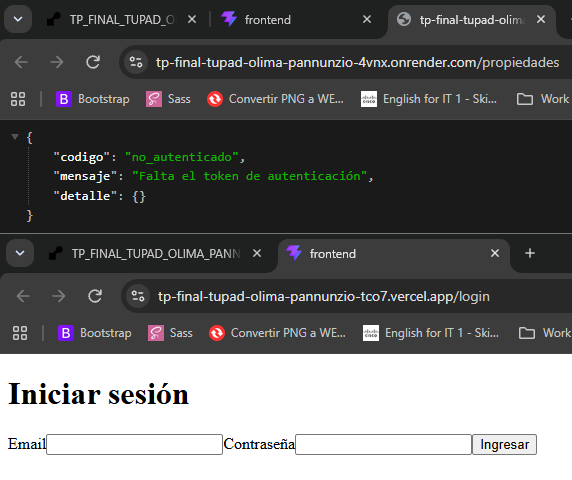 TP_FINAL_TUPAD_O
frontend
tp-final-tupad-olima
tp-final-tupad-olima-pannunzio-4vnx.onrender.com/propiedades
Bootstrap Sass Convertir PNG a WE... English for IT 1 - Ski... Work
{
"codigo": "no_autenticado",
"mensaje": "Falta el token de autenticación",
"detalle": {}
}
TP_FINAL_TUPAD_OLIMA_PANN
frontend
tp-final-tupad-olima-pannunzio-tco7.vercel.app/login
Bootstrap Sass Convertir PNG a WE... English for IT 1 - Ski... Work
Iniciar sesión
Email Contraseña Ingresar